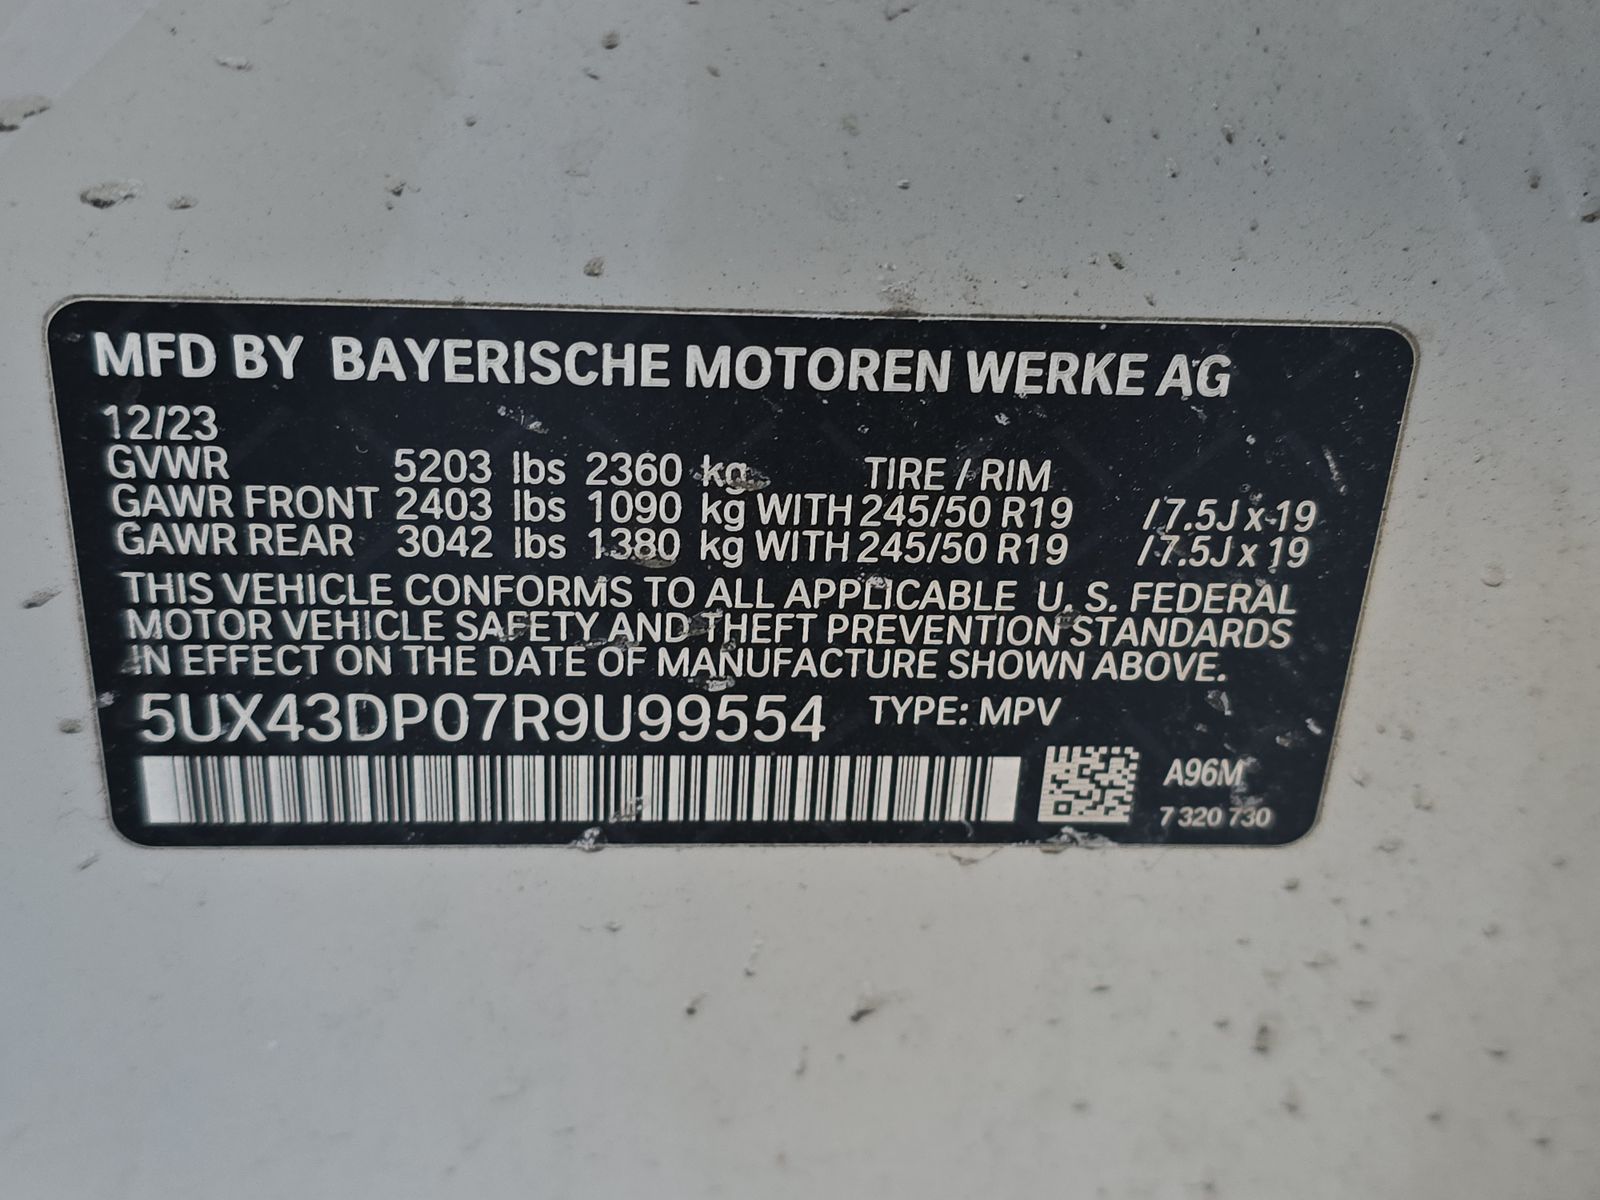 MFD BY BAYERISCHE MOTOREN WERKE AG
12/23
GVWR 5203 lbs 2360 kg TIRE / RIM
GAWR FRONT 2403 lbs 1090 kg WITH 245/50 R19 / 7.5J x 19
GAWR REAR 3042 lbs 1380 kg WITH 245/50 R19 / 7.5J x 19
THIS VEHICLE CONFORMS TO ALL APPLICABLE U. S. FEDERAL
MOTOR VEHICLE SAFETY AND THEFT PREVENTION STANDARDS
IN EFFECT ON THE DATE OF MANUFACTURE SHOWN ABOVE.
5UX43DP07R9U99554 TYPE: MPV
A96M
7 320 730